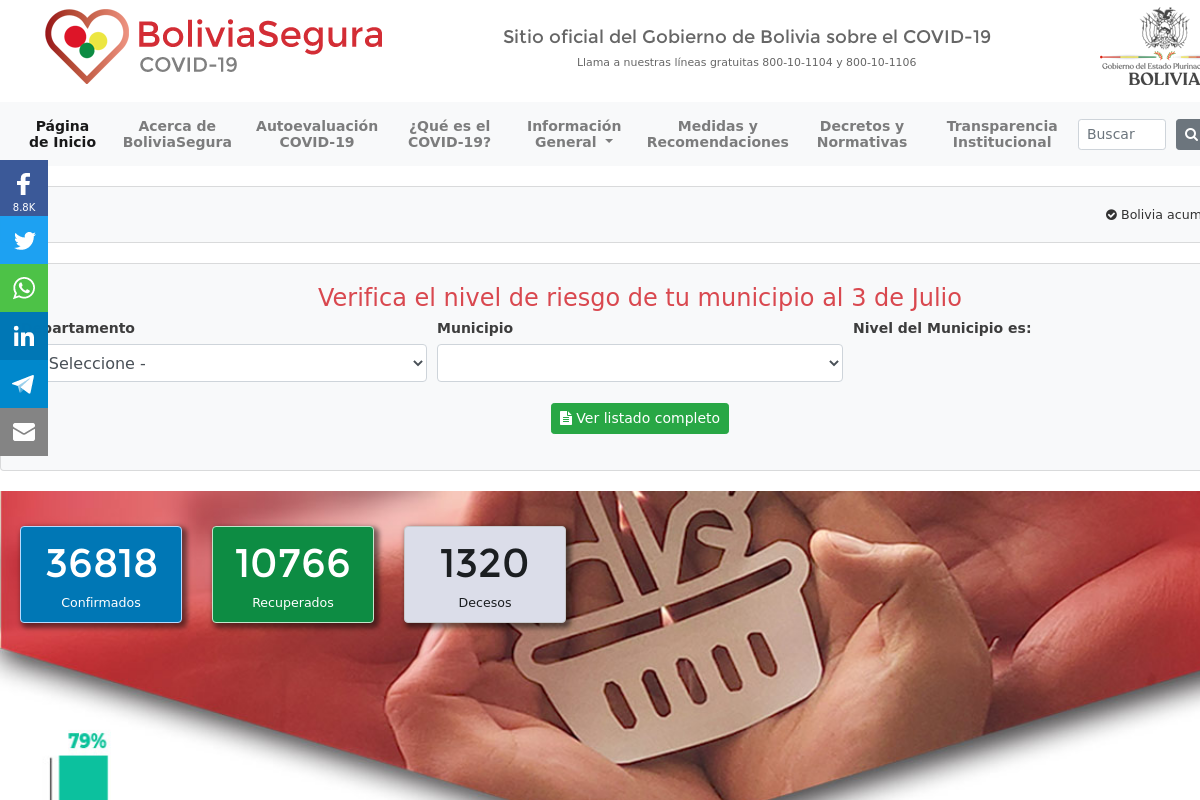 BoliviaSegura
COVID-19
Sitio oficial del Gobierno de Bolivia sobre el COVID-19
Llama a nuestras líneas gratuitas 800-10-1104 y 800-10-1106
Gobierno del Estado Plurinac
BOLIVIA
Página
de Inicio
Acerca de
BoliviaSegura
Autoevaluación
COVID-19
¿Qué es el
COVID-19?
Información
General
Medidas y
Recomendaciones
Decretos y
Normativas
Transparencia
Institucional
Buscar
8.8K
Bolivia acum
Verifica el nivel de riesgo de tu municipio al 3 de Julio
partamento
Municipio
Nivel del Municipio es:
Seleccione -
Ver listado completo
36818
Confirmados
10766
Recuperados
1320
Decesos
79%